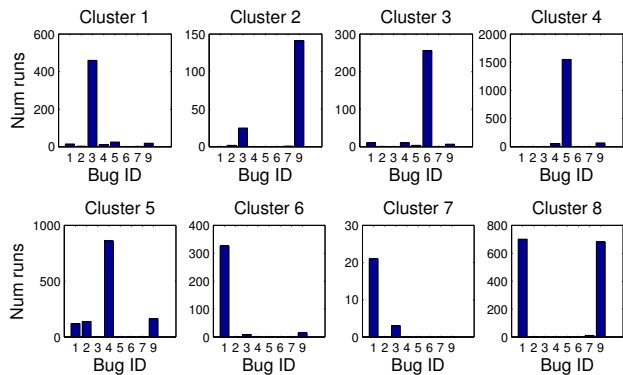 Cluster 1
Cluster 2
Cluster 3
Cluster 4
600
400
200
0
150
100
50
0
300
200
100
0
2000
1500
1000
500
0
Num runs
1 2 3 4 5 6 7 9
1 2 3 4 5 6 7 9
1 2 3 4 5 6 7 9
1 2 3 4 5 6 7 9
Bug ID
Bug ID
Bug ID
Bug ID
Cluster 5
Cluster 6
Cluster 7
Cluster 8
1000
500
0
400
300
200
100
0
30
20
10
0
800
600
400
200
0
Num runs
1 2 3 4 5 6 7 9
1 2 3 4 5 6 7 9
1 2 3 4 5 6 7 9
1 2 3 4 5 6 7 9
Bug ID
Bug ID
Bug ID
Bug ID